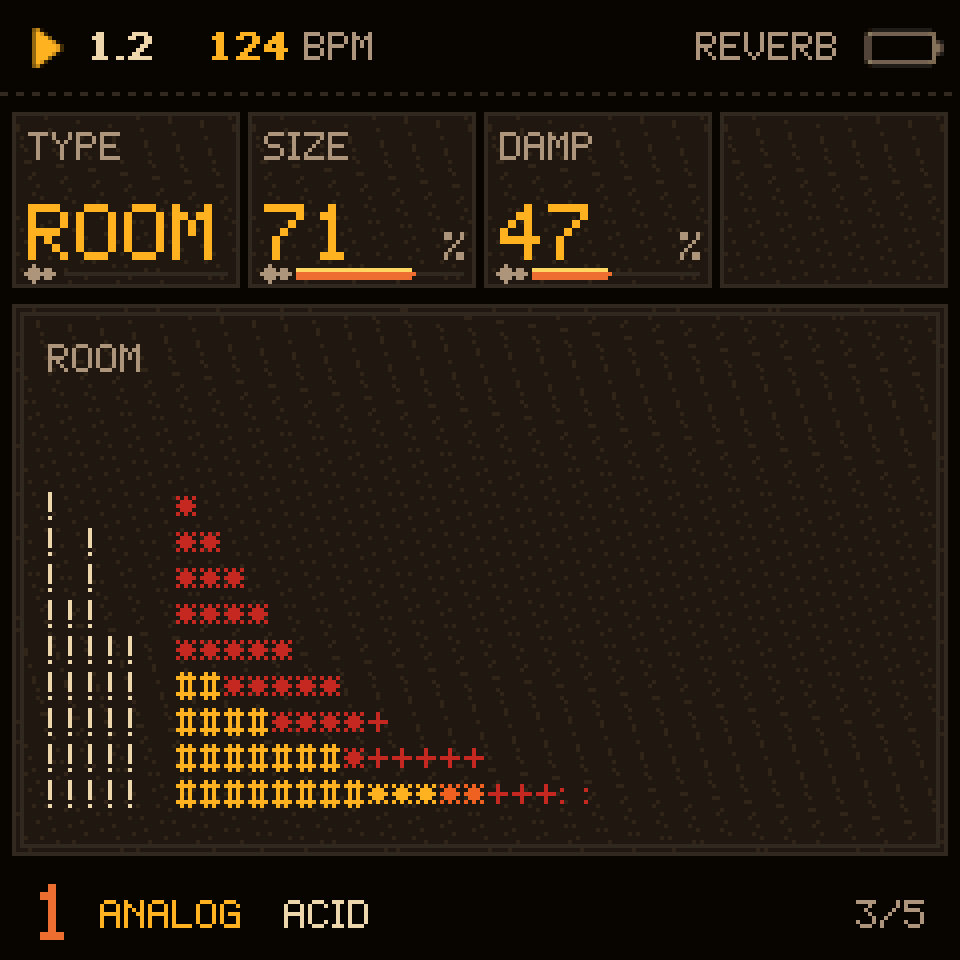 1.2 124 BPM REVERB
TYPE SIZE DAMP
ROOM 71 % 47 %
ROOM
! *
! ! **
! ! ***
!!! ****
!!!!! *****
!!!!! ##*****
!!!!! ####****+
!!!!! #######*+++++
!!!!! ########*****+++::
1 ANALOG ACID 3/5